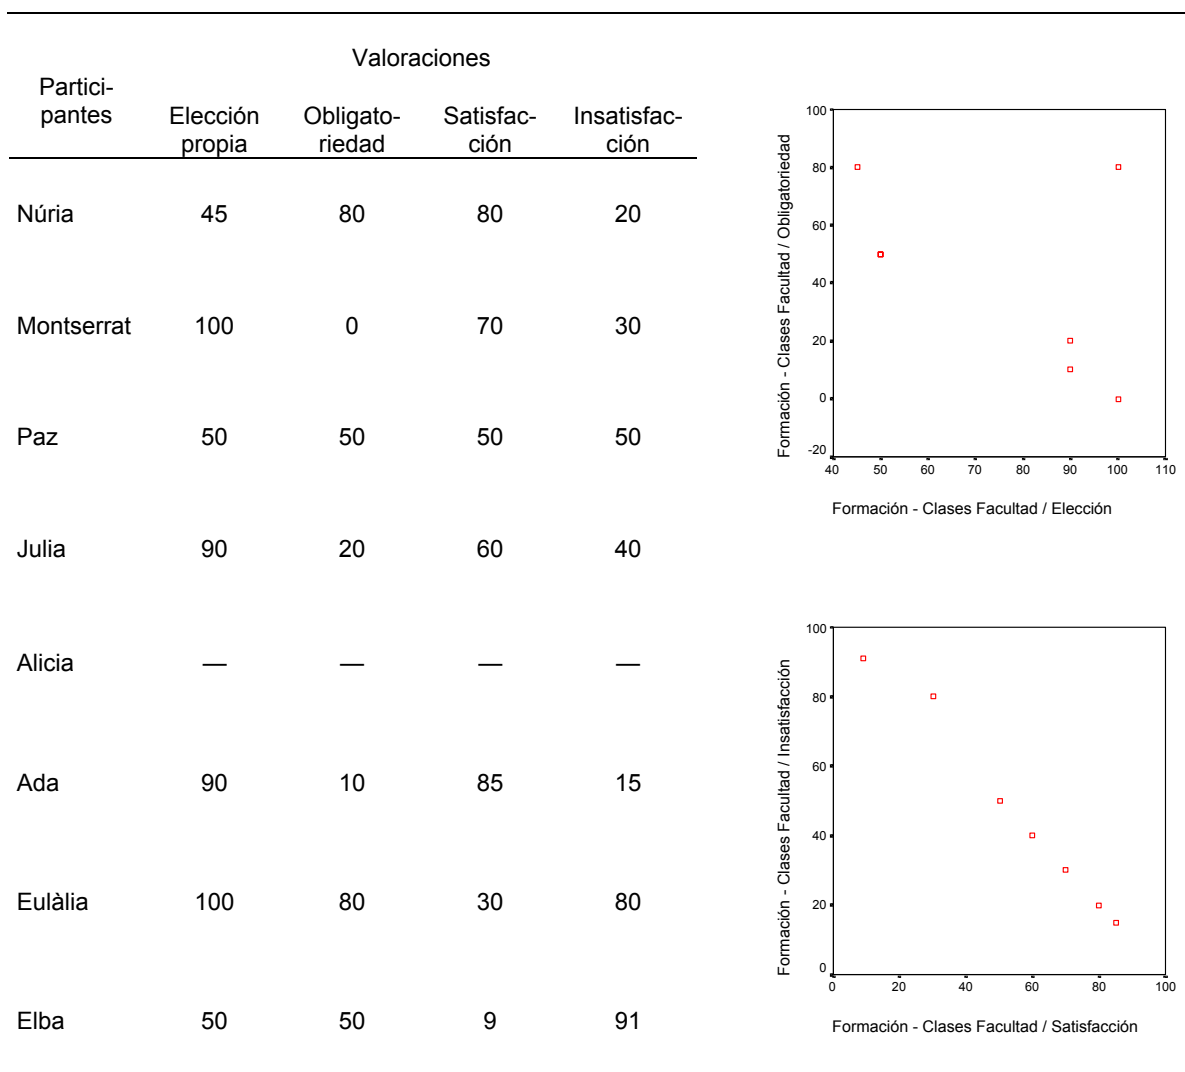 Valoraciones
Partici-
pantes
Elección
propia
Obligato-
riedad
Satisfac-
ción
Insatisfac-
ción
Núria 45 80 80 20
Montserrat 100 0 70 30
Paz 50 50 50 50
Julia 90 20 60 40
Alicia — — — —
Ada 90 10 85 15
Eulàlia 100 80 30 80
Elba 50 50 9 91
Formación - Clases Facultad / Obligatoriedad
100
80
60
40
20
0
-20
40 50 60 70 80 90 100 110
Formación - Clases Facultad / Elección
Formación - Clases Facultad / Insatisfacción
100
80
60
40
20
0
0 20 40 60 80 100
Formación - Clases Facultad / Satisfacción